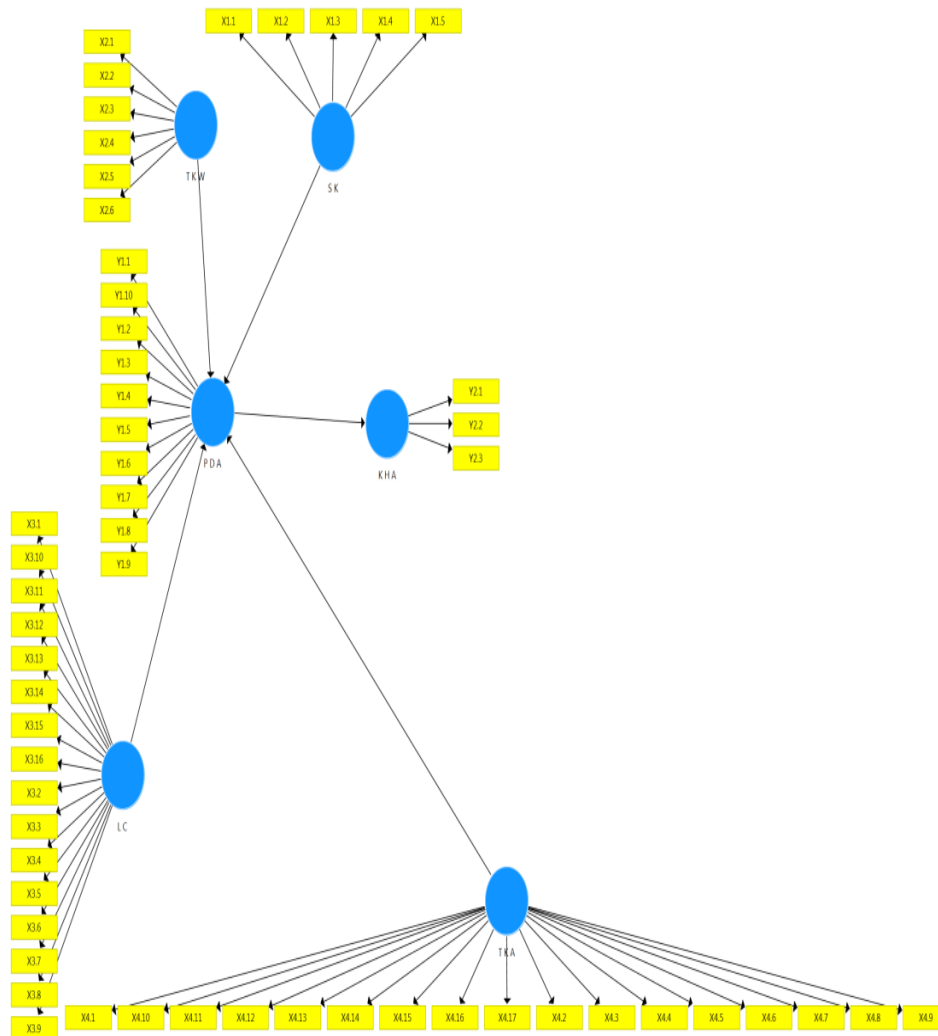 X1.1 X1.2 X1.3 X1.4 X1.5
X2.1
X2.2
X2.3
X2.4
X2.5
X2.6
TKW
SK
Y1.1
Y1.10
Y1.2
Y1.3
Y1.4
Y1.5
Y1.6
Y1.7
Y1.8
Y1.9
PDA
Y2.1
Y2.2
Y2.3
KHA
X3.1
X3.10
X3.11
X3.12
X3.13
X3.14
X3.15
X3.16
X3.2
X3.3
X3.4
X3.5
X3.6
X3.7
X3.8
X3.9
LC
TKA
X4.1 X4.10 X4.11 X4.12 X4.13 X4.14 X4.15 X4.16 X4.17 X4.2 X4.3 X4.4 X4.5 X4.6 X4.7 X4.8 X4.9